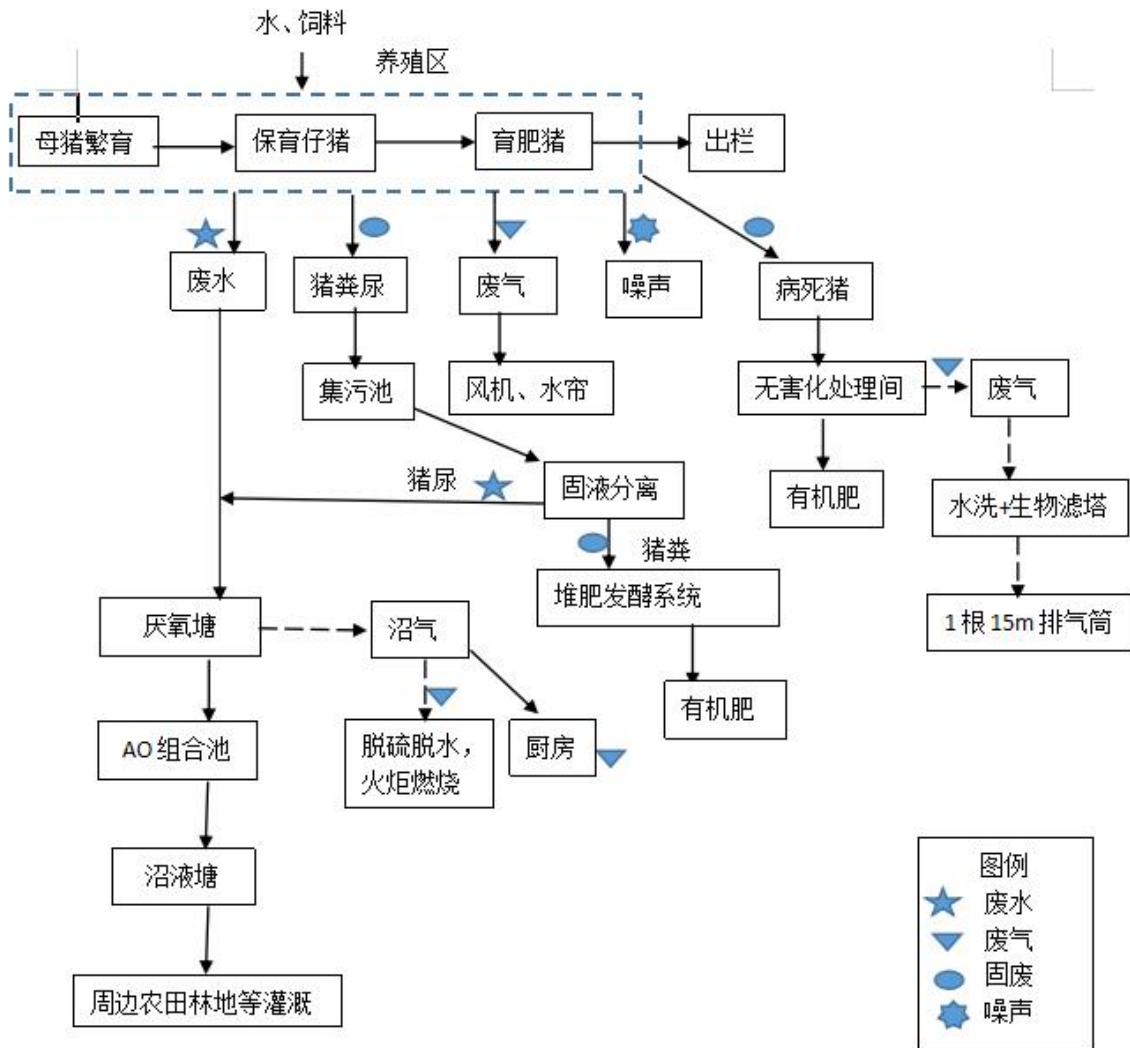 水、饲料
养殖区
母猪繁育
保育仔猪
育肥猪
出栏
废水
猪粪尿
废气
噪声
病死猪
集污池
风机、水帘
无害化处理间
废气
猪尿
固液分离
有机肥
水洗+生物滤塔
猪粪
堆肥发酵系统
厌氧塘
沼气
1根15m排气筒
有机肥
AO组合池
脱硫脱水，
火炬燃烧
厨房
沼液塘
周边农田林地等灌溉
图例
废水
废气
固废
噪声